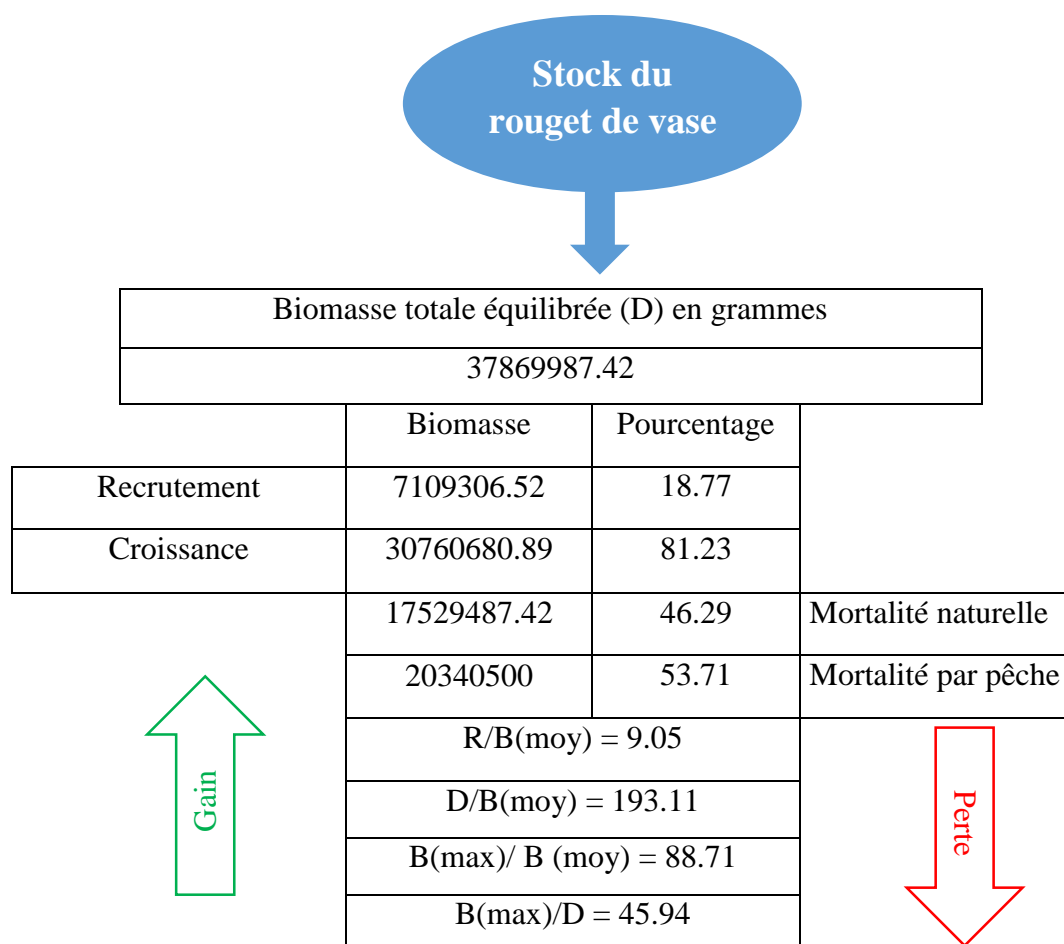 Stock du
rouget de vase
Biomasse totale équilibrée (D) en grammes
37869987.42
Biomasse Pourcentage
Recrutement 7109306.52 18.77
Croissance 30760680.89 81.23
17529487.42 46.29 Mortalité naturelle
20340500 53.71 Mortalité par pêche
R/B(moy) = 9.05
D/B(moy) = 193.11
B(max)/ B (moy) = 88.71
B(max)/D = 45.94
Gain
Perte